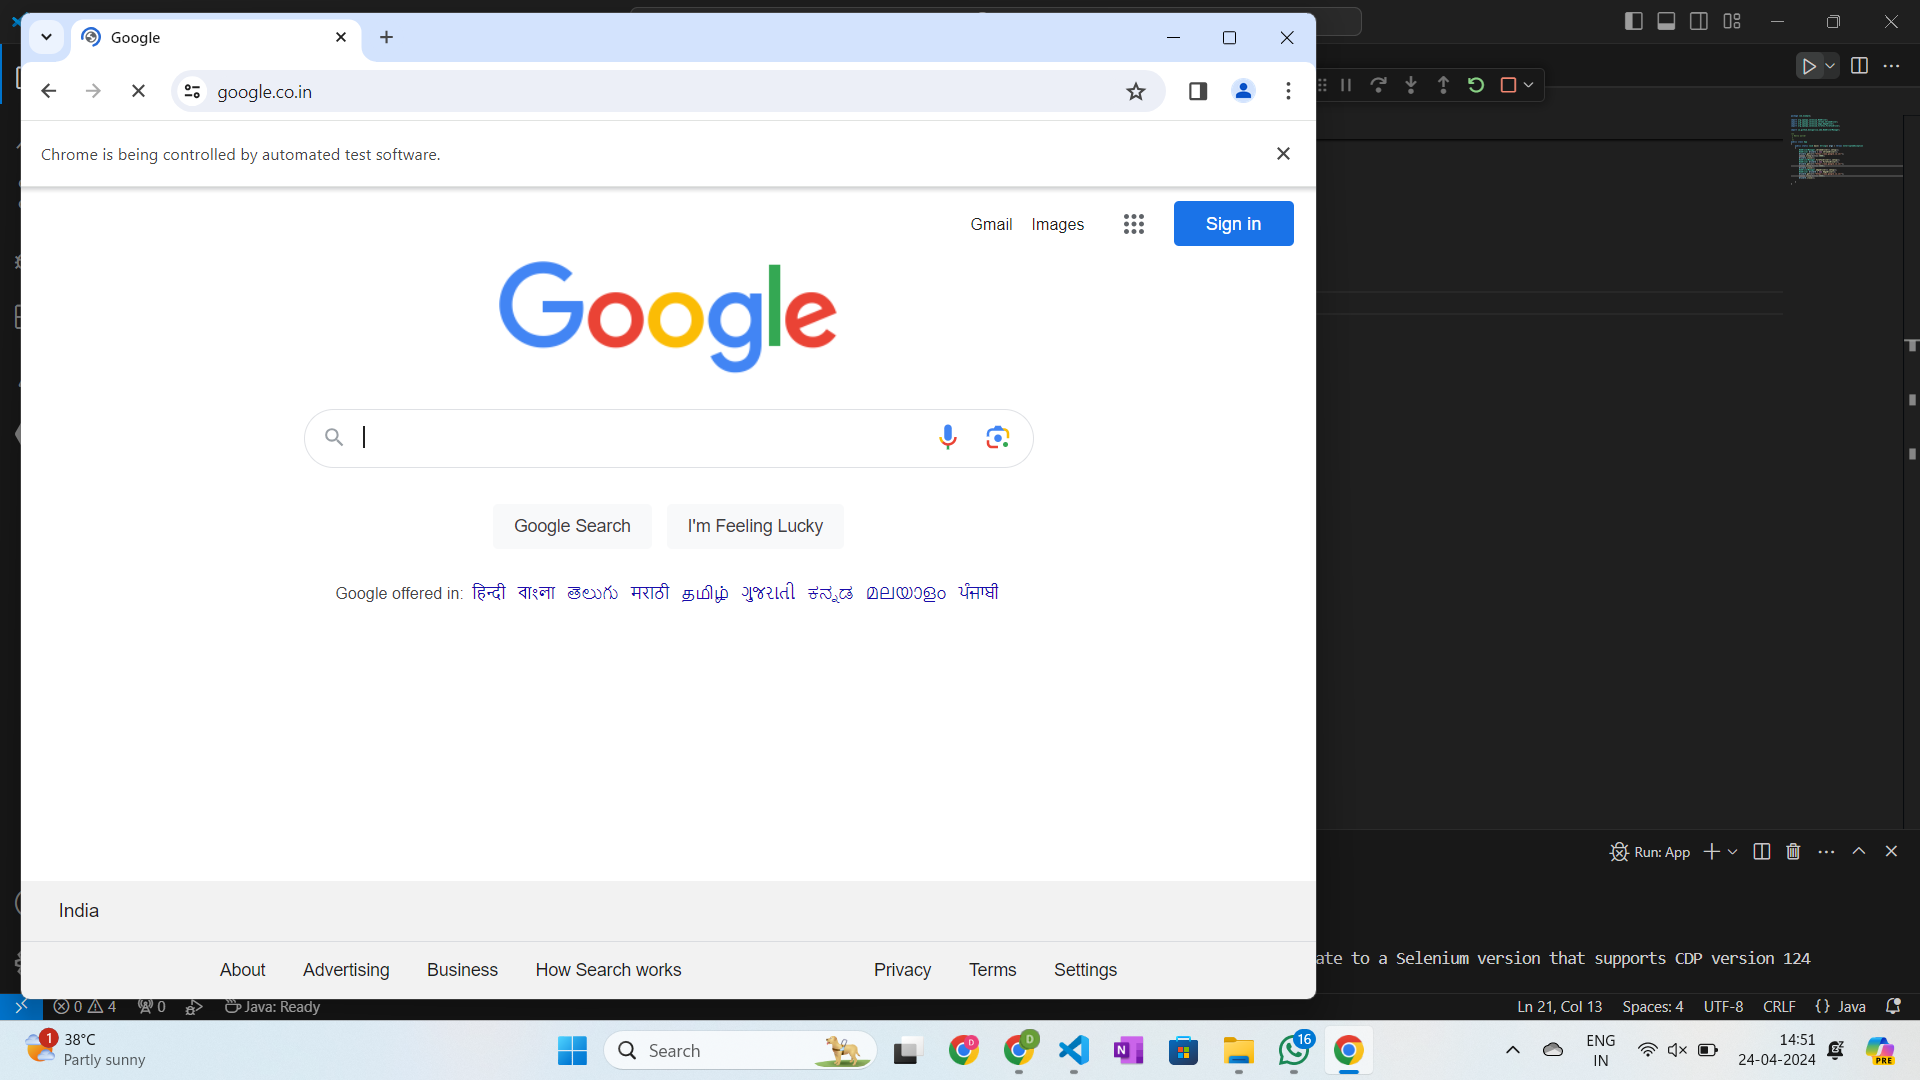 Google
google.co.in
Chrome is being controlled by automated test software.
Gmail Images Sign in
Google
Google Search I'm Feeling Lucky
Google offered in: हिन्दी বাংলা తెలుగు मराठी தமிழ் ગુજરાતી ಕನ್ನಡ മലയാളം ਪੰਜਾਬੀ
India
About Advertising Business How Search works Privacy Terms Settings
Run: App
ate to a Selenium version that supports CDP version 124
0 4 0 Java: Ready Ln 21, Col 13 Spaces: 4 UTF-8 CRLF {} Java
1 38°C
Partly sunny
Search
D
D
N
16
PRE
ENG
IN
14:51
24-04-2024